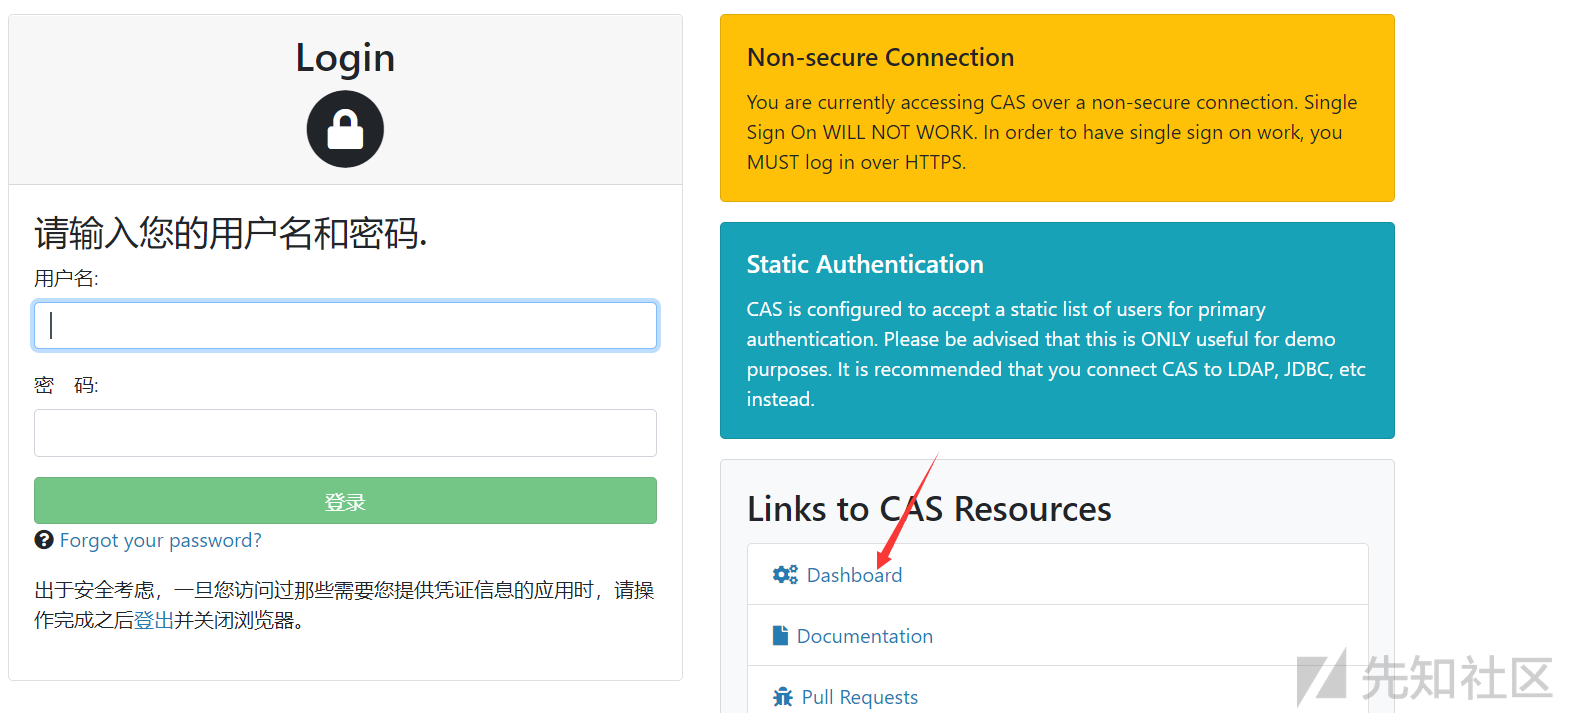 Login
请输入您的用户名和密码.
用户名:
密 码:
登录
Forgot your password?
出于安全考虑，一旦您访问过那些需要您提供凭证信息的应用时，请操
作完成之后登出并关闭浏览器。
Non-secure Connection
You are currently accessing CAS over a non-secure connection. Single
Sign On WILL NOT WORK. In order to have single sign on work, you
MUST log in over HTTPS.
Static Authentication
CAS is configured to accept a static list of users for primary
authentication. Please be advised that this is ONLY useful for demo
purposes. It is recommended that you connect CAS to LDAP, JDBC, etc
instead.
Links to CAS Resources
Dashboard
Documentation
Pull Requests
先知社区